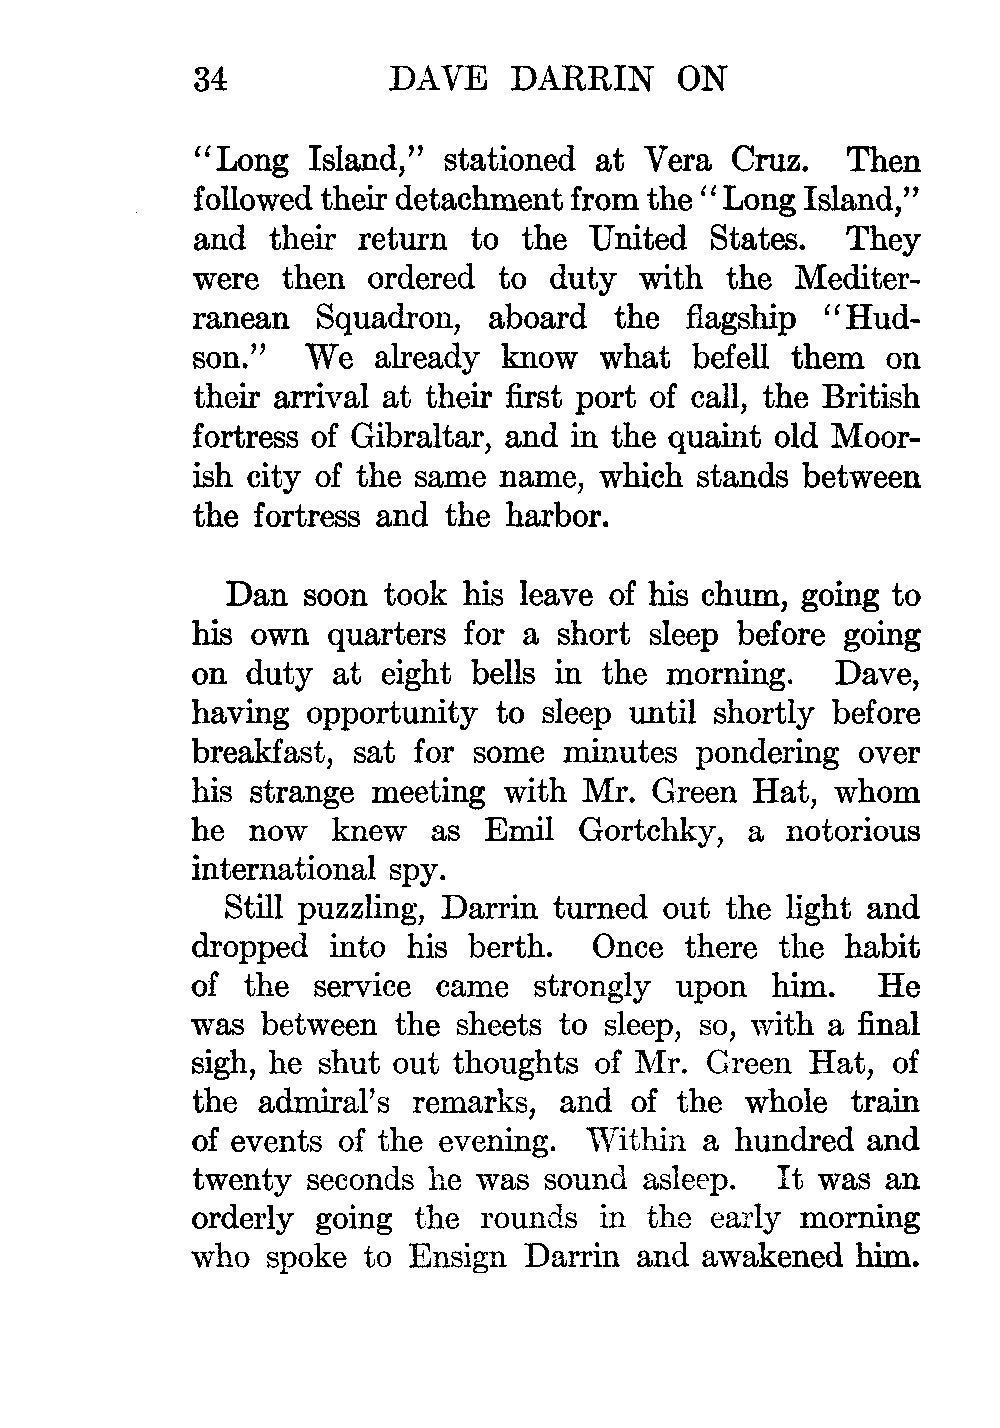 34 DAVE DARRIN ON
"Long Island," stationed at Vera Cruz. Then
followed their detachment from the "Long Island,"
and their return to the United States. They
were then ordered to duty with the Mediter-
ranean Squadron, aboard the flagship "Hud-
son." We already know what befell them on
their arrival at their first port of call, the British
fortress of Gibraltar, and in the quaint old Moor-
ish city of the same name, which stands between
the fortress and the harbor.
Dan soon took his leave of his chum, going to
his own quarters for a short sleep before going
on duty at eight bells in the morning. Dave,
having opportunity to sleep until shortly before
breakfast, sat for some minutes pondering over
his strange meeting with Mr. Green Hat, whom
he now knew as Emil Gortchky, a notorious
international spy.
Still puzzling, Darrin turned out the light and
dropped into his berth. Once there the habit
of the service came strongly upon him. He
was between the sheets to sleep, so, with a final
sigh, he shut out thoughts of Mr. Green Hat, of
the admiral's remarks, and of the whole train
of events of the evening. Within a hundred and
twenty seconds he was sound asleep. It was an
orderly going the rounds in the early morning
who spoke to Ensign Darrin and awakened him.